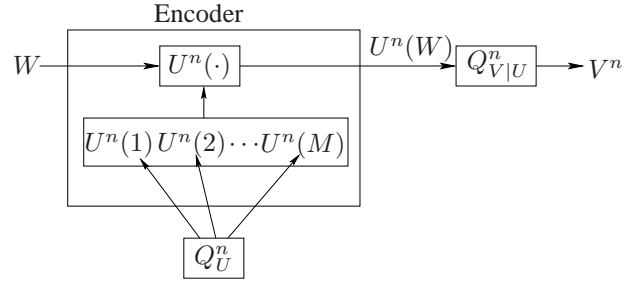 Encoder
W U^n(·) U^n(W) Q^n_{V|U} V^n
U^n(1) U^n(2) ··· U^n(M)
Q^n_U